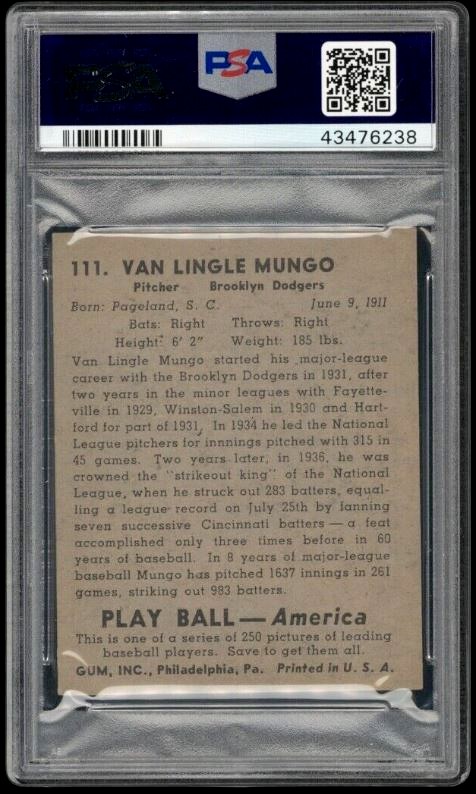 PSA
43476238
111. VAN LINGLE MUNGO
Pitcher Brooklyn Dodgers
Born: Pageland, S. C. June 9, 1911
Bats: Right Throws: Right
Height: 6' 2" Weight: 185 lbs.
Van Lingle Mungo started his major-league
career with the Brooklyn Dodgers in 1931, after
two years in the minor leagues with Fayette-
ville in 1929, Winston-Salem in 1930 and Hart-
ford for part of 1931. In 1934 he led the National
League pitchers for innnings pitched with 315 in
45 games. Two years later, in 1936, he was
crowned the "strikeout king" of the National
League, when he struck out 283 batters, equal-
ling a league record on July 25th by fanning
seven successive Cincinnati batters — a feat
accomplished only three times before in 60
years of baseball. In 8 years of major-league
baseball Mungo has pitched 1637 innings in 261
games, striking out 983 batters.
PLAY BALL — America
This is one of a series of 250 pictures of leading
baseball players. Save to get them all.
GUM, INC., Philadelphia, Pa. Printed in U. S. A.